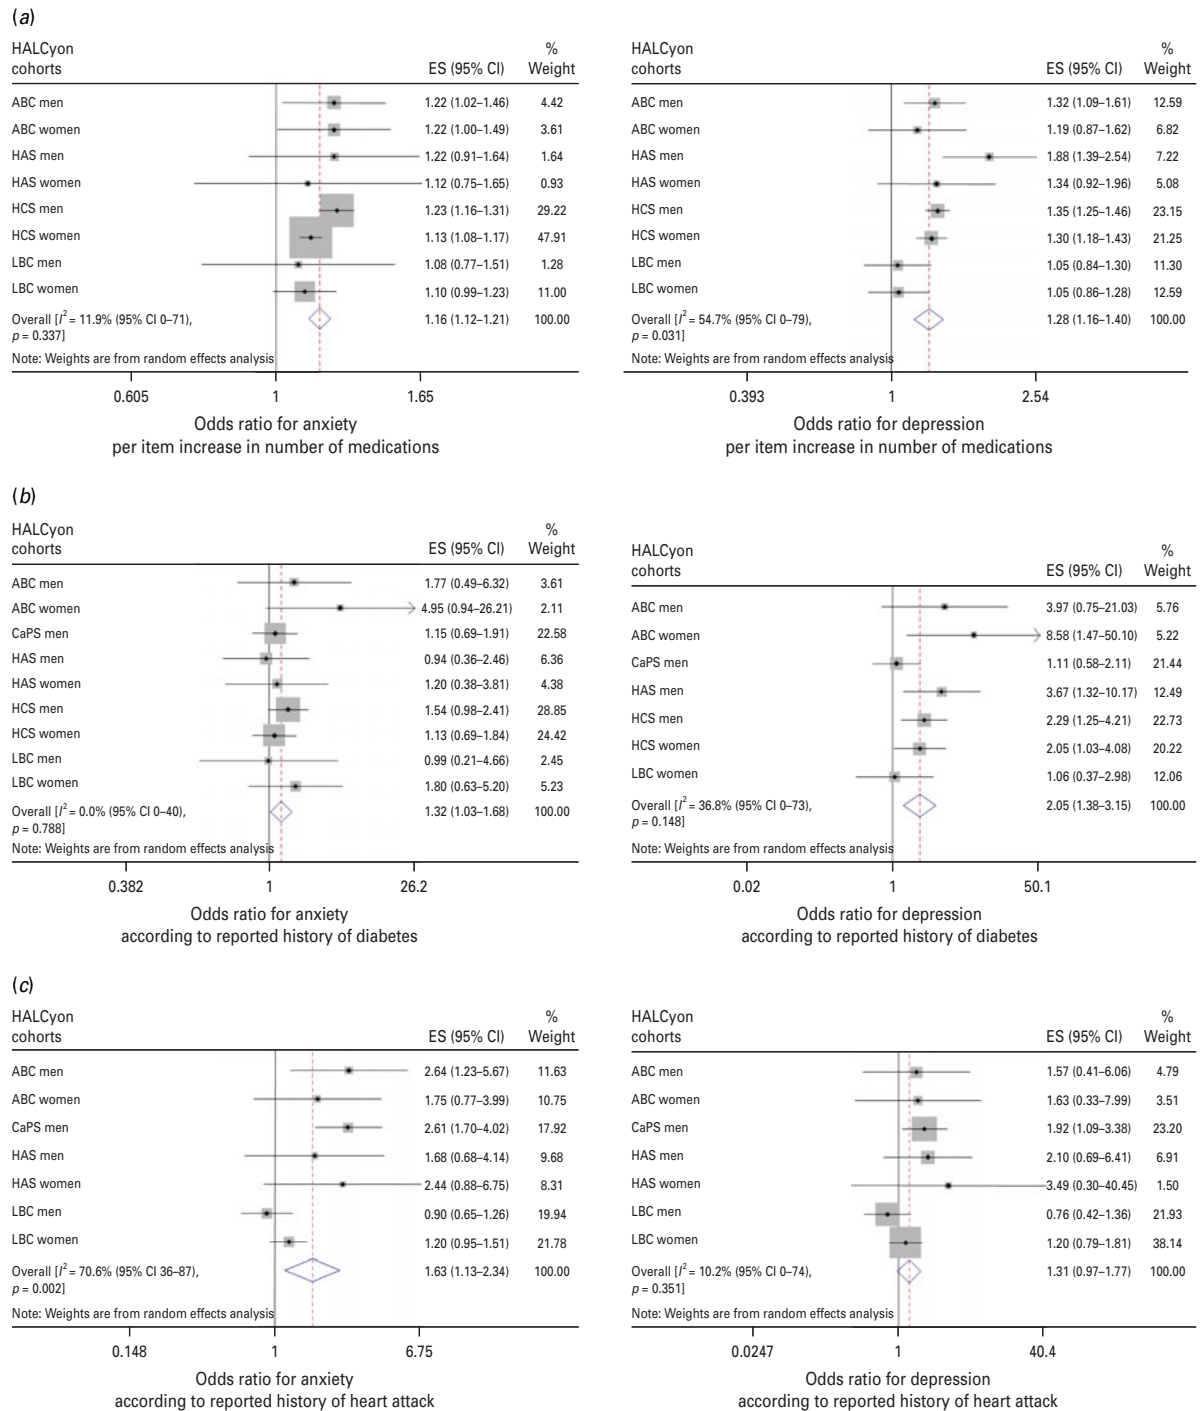 (a)
HALCyon %
cohorts ES (95% CI) Weight
ABC men 1.22 (1.02–1.46) 4.42
ABC women 1.22 (1.00–1.49) 3.61
HAS men 1.22 (0.91–1.64) 1.64
HAS women 1.12 (0.75–1.65) 0.93
HCS men 1.23 (1.16–1.31) 29.22
HCS women 1.13 (1.08–1.17) 47.91
LBC men 1.08 (0.77–1.51) 1.28
LBC women 1.10 (0.99–1.23) 11.00
Overall [I² = 11.9% (95% CI 0–71), 1.16 (1.12–1.21) 100.00
p = 0.337]
Note: Weights are from random effects analysis
0.605 1 1.65
Odds ratio for anxiety
per item increase in number of medications
HALCyon %
cohorts ES (95% CI) Weight
ABC men 1.32 (1.09–1.61) 12.59
ABC women 1.19 (0.87–1.62) 6.82
HAS men 1.88 (1.39–2.54) 7.22
HAS women 1.34 (0.92–1.96) 5.08
HCS men 1.35 (1.25–1.46) 23.15
HCS women 1.30 (1.18–1.43) 21.25
LBC men 1.05 (0.84–1.30) 11.30
LBC women 1.05 (0.86–1.28) 12.59
Overall [I² = 54.7% (95% CI 0–79), 1.28 (1.16–1.40) 100.00
p = 0.031]
Note: Weights are from random effects analysis
0.393 1 2.54
Odds ratio for depression
per item increase in number of medications
(b)
HALCyon %
cohorts ES (95% CI) Weight
ABC men 1.77 (0.49–6.32) 3.61
ABC women 4.95 (0.94–26.21) 2.11
CaPS men 1.15 (0.69–1.91) 22.58
HAS men 0.94 (0.36–2.46) 6.36
HAS women 1.20 (0.38–3.81) 4.38
HCS men 1.54 (0.98–2.41) 28.85
HCS women 1.13 (0.69–1.84) 24.42
LBC men 0.99 (0.21–4.66) 2.45
LBC women 1.80 (0.63–5.20) 5.23
Overall [I² = 0.0% (95% CI 0–40), 1.32 (1.03–1.68) 100.00
p = 0.788]
Note: Weights are from random effects analysis
0.382 1 26.2
Odds ratio for anxiety
according to reported history of diabetes
HALCyon %
cohorts ES (95% CI) Weight
ABC men 3.97 (0.75–21.03) 5.76
ABC women 8.58 (1.47–50.10) 5.22
CaPS men 1.11 (0.58–2.11) 21.44
HAS men 3.67 (1.32–10.17) 12.49
HCS men 2.29 (1.25–4.21) 22.73
HCS women 2.05 (1.03–4.08) 20.22
LBC women 1.06 (0.37–2.98) 12.06
Overall [I² = 36.8% (95% CI 0–73), 2.05 (1.38–3.15) 100.00
p = 0.148]
Note: Weights are from random effects analysis
0.02 1 50.1
Odds ratio for depression
according to reported history of diabetes
(c)
HALCyon %
cohorts ES (95% CI) Weight
ABC men 2.64 (1.23–5.67) 11.63
ABC women 1.75 (0.77–3.99) 10.75
CaPS men 2.61 (1.70–4.02) 17.92
HAS men 1.68 (0.68–4.14) 9.68
HAS women 2.44 (0.88–6.75) 8.31
LBC men 0.90 (0.65–1.26) 19.94
LBC women 1.20 (0.95–1.51) 21.78
Overall [I² = 70.6% (95% CI 36–87), 1.63 (1.13–2.34) 100.00
p = 0.002]
Note: Weights are from random effects analysis
0.148 1 6.75
Odds ratio for anxiety
according to reported history of heart attack
HALCyon %
cohorts ES (95% CI) Weight
ABC men 1.57 (0.41–6.06) 4.79
ABC women 1.63 (0.33–7.99) 3.51
CaPS men 1.92 (1.09–3.38) 23.20
HAS men 2.10 (0.69–6.41) 6.91
HAS women 3.49 (0.30–40.45) 1.50
LBC men 0.76 (0.42–1.36) 21.93
LBC women 1.20 (0.79–1.81) 38.14
Overall [I² = 10.2% (95% CI 0–74), 1.31 (0.97–1.77) 100.00
p = 0.351]
Note: Weights are from random effects analysis
0.0247 1 40.4
Odds ratio for depression
according to reported history of heart attack